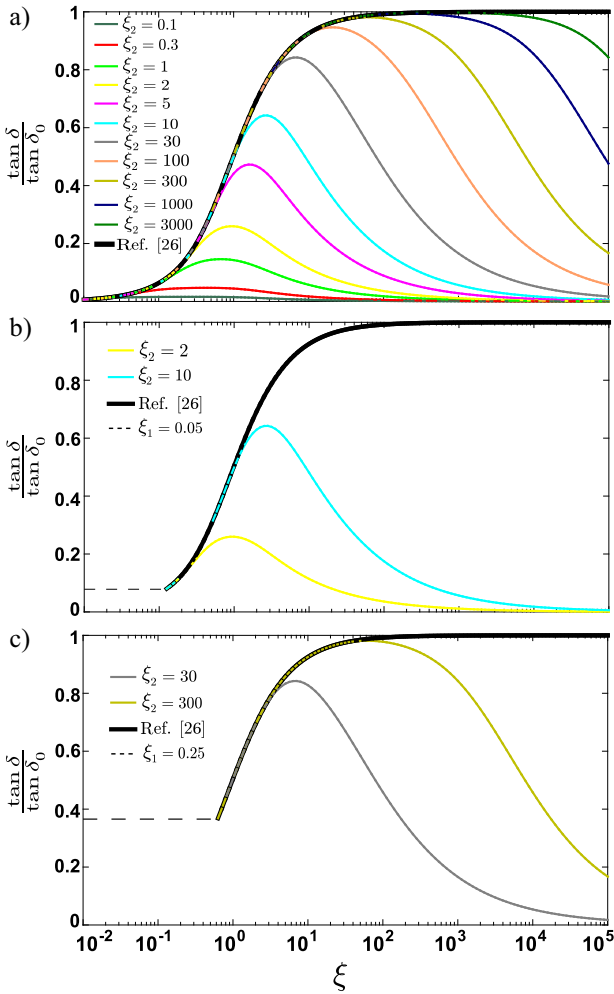 a)
tan δ
tan δ₀
1
0.8
0.6
0.4
0.2
0
ξ₂ = 0.1
ξ₂ = 0.3
ξ₂ = 1
ξ₂ = 2
ξ₂ = 5
ξ₂ = 10
ξ₂ = 30
ξ₂ = 100
ξ₂ = 300
ξ₂ = 1000
ξ₂ = 3000
Ref. [26]
b)
tan δ
tan δ₀
1
0.8
0.6
0.4
0.2
0
ξ₂ = 2
ξ₂ = 10
Ref. [26]
ξ₁ = 0.05
c)
tan δ
tan δ₀
1
0.8
0.6
0.4
0.2
0
ξ₂ = 30
ξ₂ = 300
Ref. [26]
ξ₁ = 0.25
10⁻² 10⁻¹ 10⁰ 10¹ 10² 10³ 10⁴ 10⁵
ξ